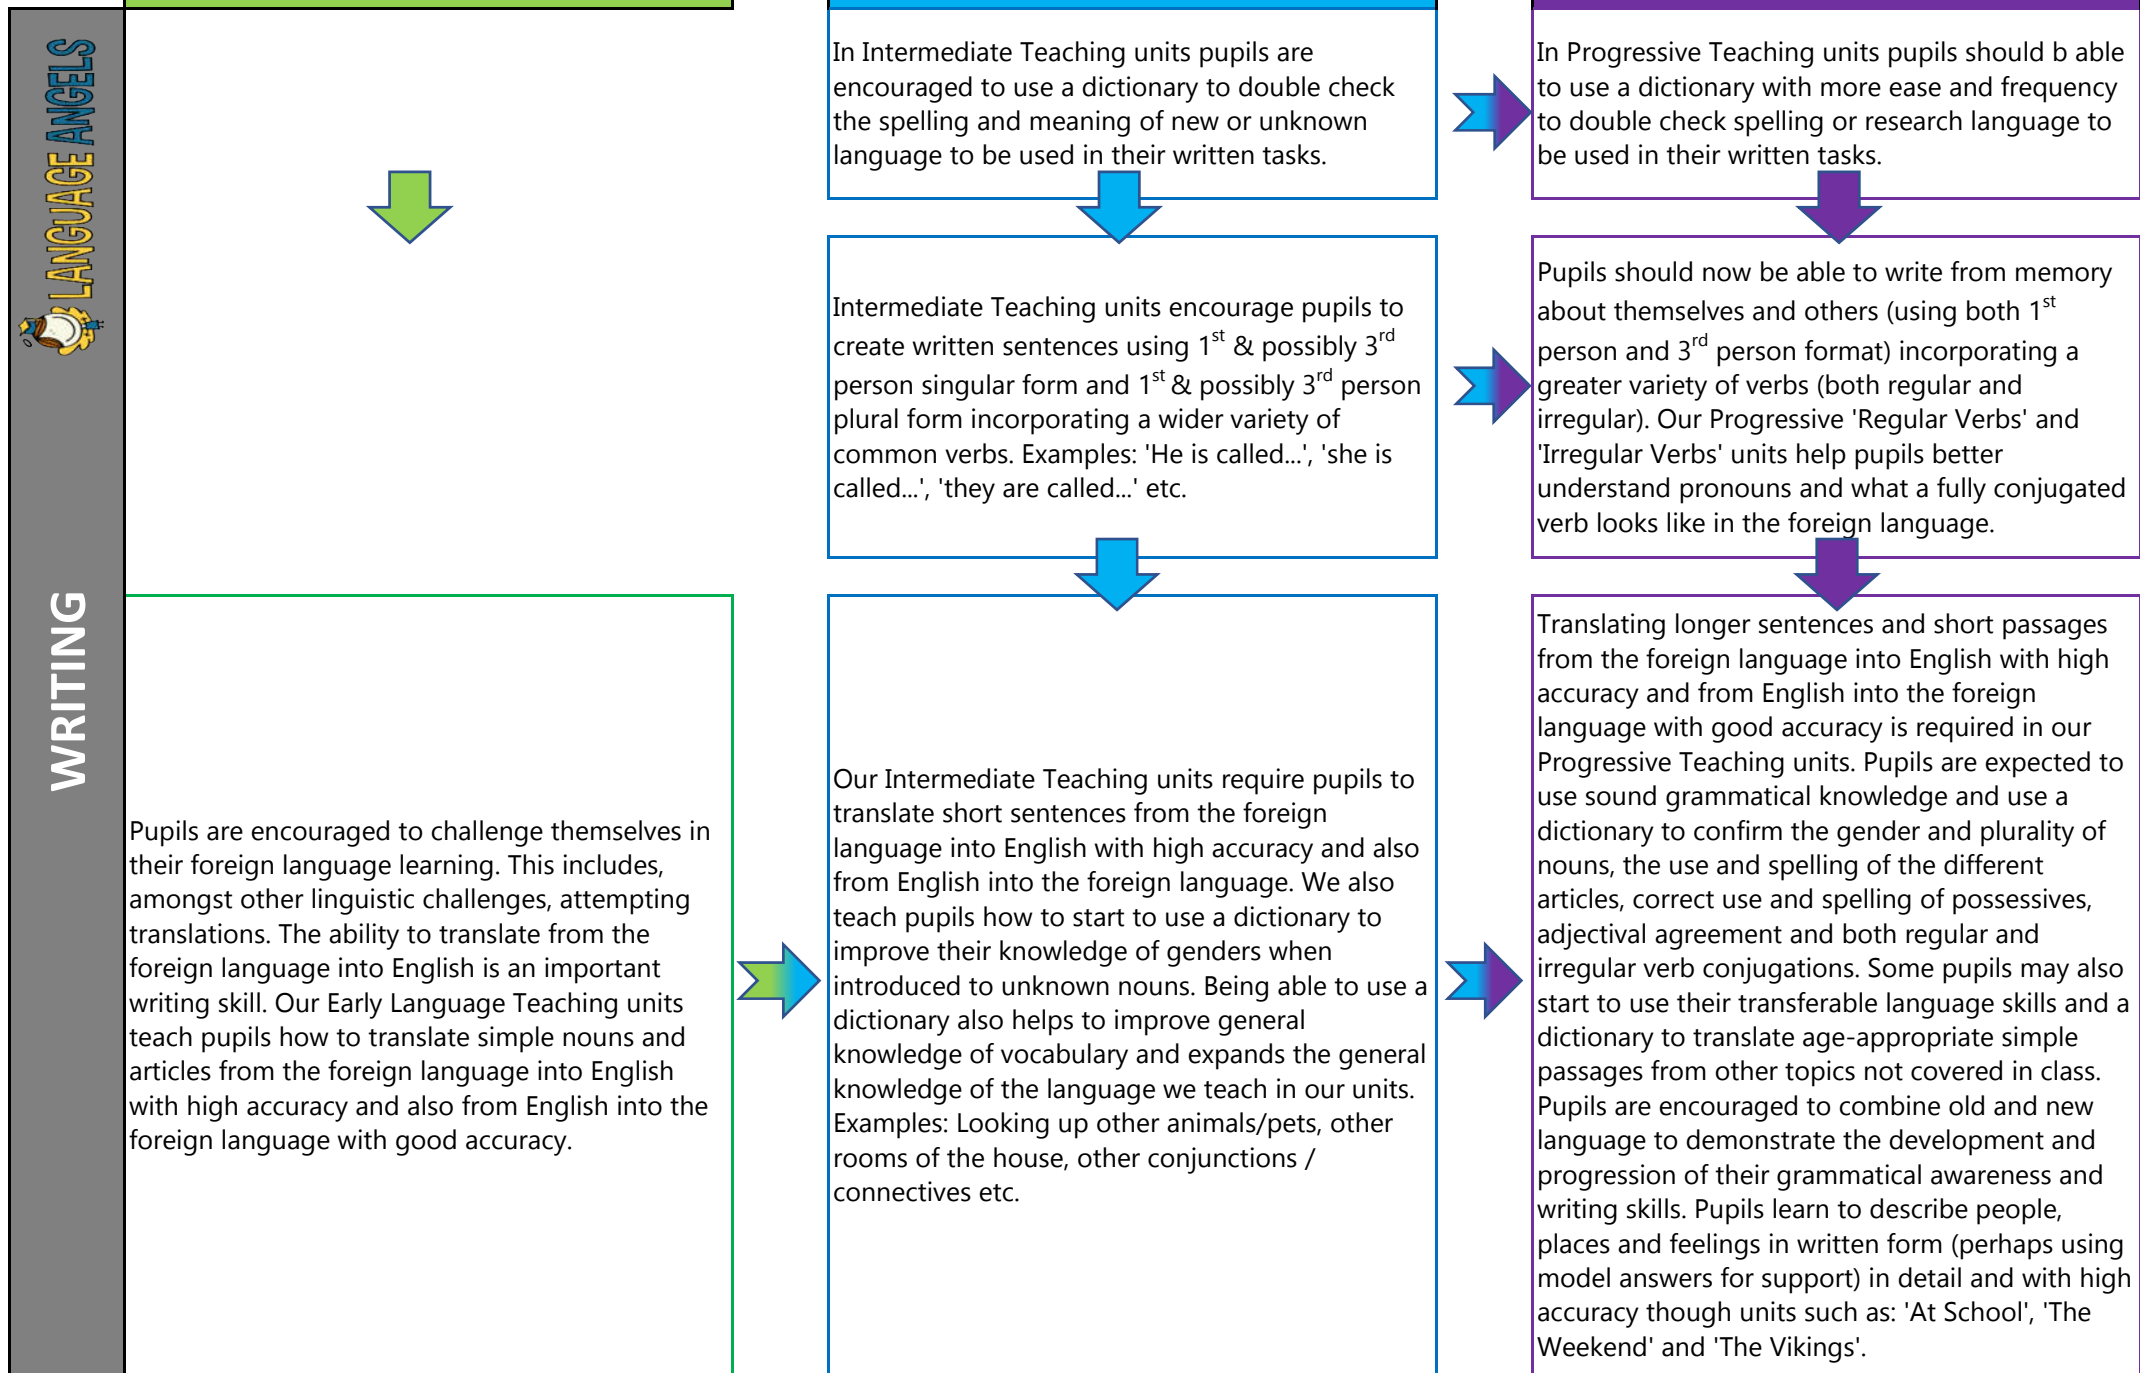 LANGUAGE ANGELS
WRITING
In Intermediate Teaching units pupils are
encouraged to use a dictionary to double check
the spelling and meaning of new or unknown
language to be used in their written tasks.
In Progressive Teaching units pupils should b able
to use a dictionary with more ease and frequency
to double check spelling or research language to
be used in their written tasks.
Intermediate Teaching units encourage pupils to
create written sentences using 1st & possibly 3rd
person singular form and 1st & possibly 3rd person
plural form incorporating a wider variety of
common verbs. Examples: 'He is called...', 'she is
called...', 'they are called...' etc.
Pupils should now be able to write from memory
about themselves and others (using both 1st
person and 3rd person format) incorporating a
greater variety of verbs (both regular and
irregular). Our Progressive 'Regular Verbs' and
'Irregular Verbs' units help pupils better
understand pronouns and what a fully conjugated
verb looks like in the foreign language.
Pupils are encouraged to challenge themselves in
their foreign language learning. This includes,
amongst other linguistic challenges, attempting
translations. The ability to translate from the
foreign language into English is an important
writing skill. Our Early Language Teaching units
teach pupils how to translate simple nouns and
articles from the foreign language into English
with high accuracy and also from English into the
foreign language with good accuracy.
Our Intermediate Teaching units require pupils to
translate short sentences from the foreign
language into English with high accuracy and also
from English into the foreign language. We also
teach pupils how to start to use a dictionary to
improve their knowledge of genders when
introduced to unknown nouns. Being able to use a
dictionary also helps to improve general
knowledge of vocabulary and expands the general
knowledge of the language we teach in our units.
Examples: Looking up other animals/pets, other
rooms of the house, other conjunctions /
connectives etc.
Translating longer sentences and short passages
from the foreign language into English with high
accuracy and from English into the foreign
language with good accuracy is required in our
Progressive Teaching units. Pupils are expected to
use sound grammatical knowledge and use a
dictionary to confirm the gender and plurality of
nouns, the use and spelling of the different
articles, correct use and spelling of possessives,
adjectival agreement and both regular and
irregular verb conjugations. Some pupils may also
start to use their transferable language skills and a
dictionary to translate age-appropriate simple
passages from other topics not covered in class.
Pupils are encouraged to combine old and new
language to demonstrate the development and
progression of their grammatical awareness and
writing skills. Pupils learn to describe people,
places and feelings in written form (perhaps using
model answers for support) in detail and with high
accuracy though units such as: 'At School', 'The
Weekend' and 'The Vikings'.